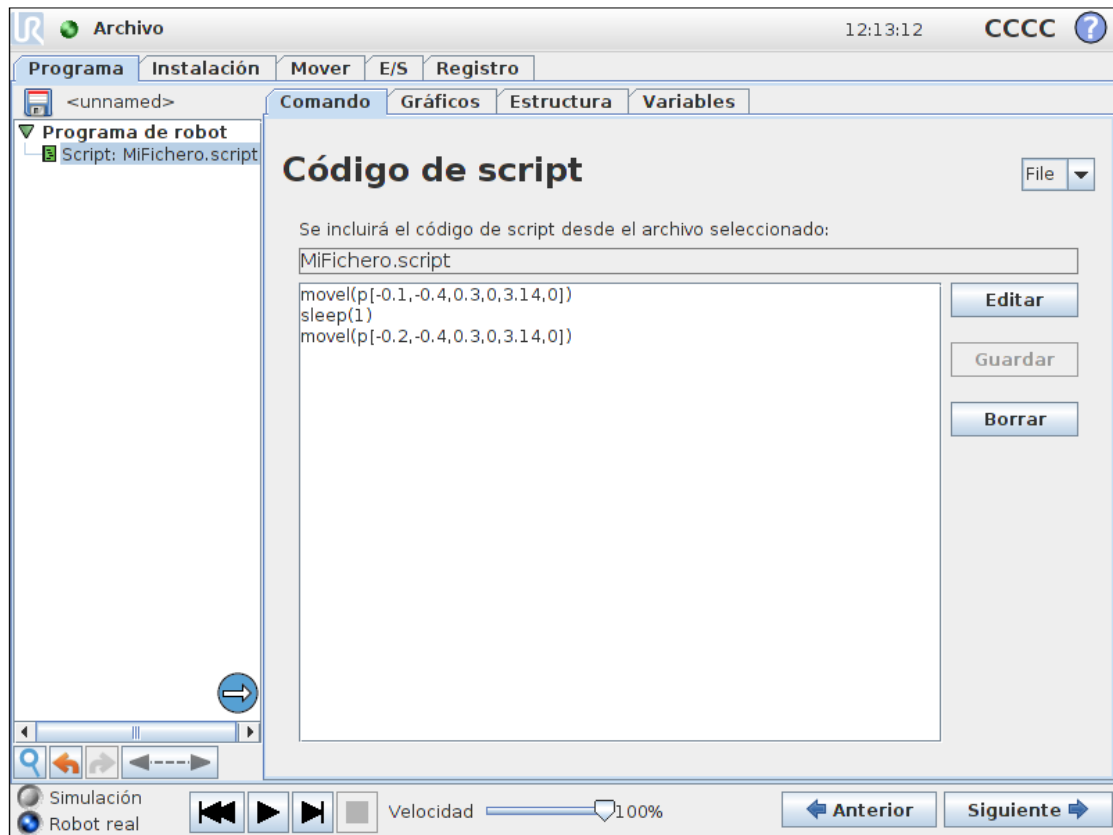 UR Archivo 12:13:12 CCCC ?
Programa Instalación Mover E/S Registro
<unnamed>
Comando Gráficos Estructura Variables
Programa de robot
Script: MiFichero.script
Código de script
File
Se incluirá el código de script desde el archivo seleccionado:
MiFichero.script
movel(p[-0.1,-0.4,0.3,0,3.14,0])
sleep(1)
movel(p[-0.2,-0.4,0.3,0,3.14,0])
Editar
Guardar
Borrar
Simulación
Robot real
Velocidad 100%
Anterior
Siguiente